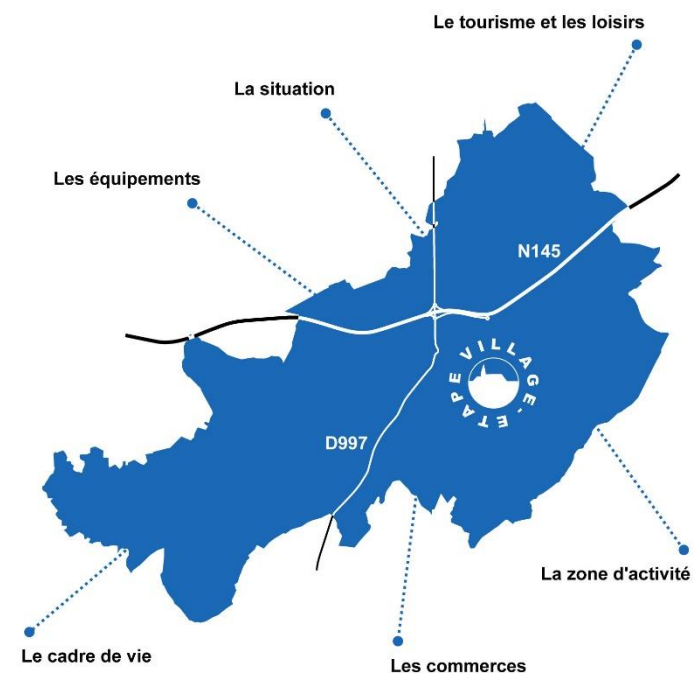 Le tourisme et les loisirs
La situation
Les équipements
N145
VILLAGE-ETAPE
D997
La zone d'activité
Le cadre de vie
Les commerces